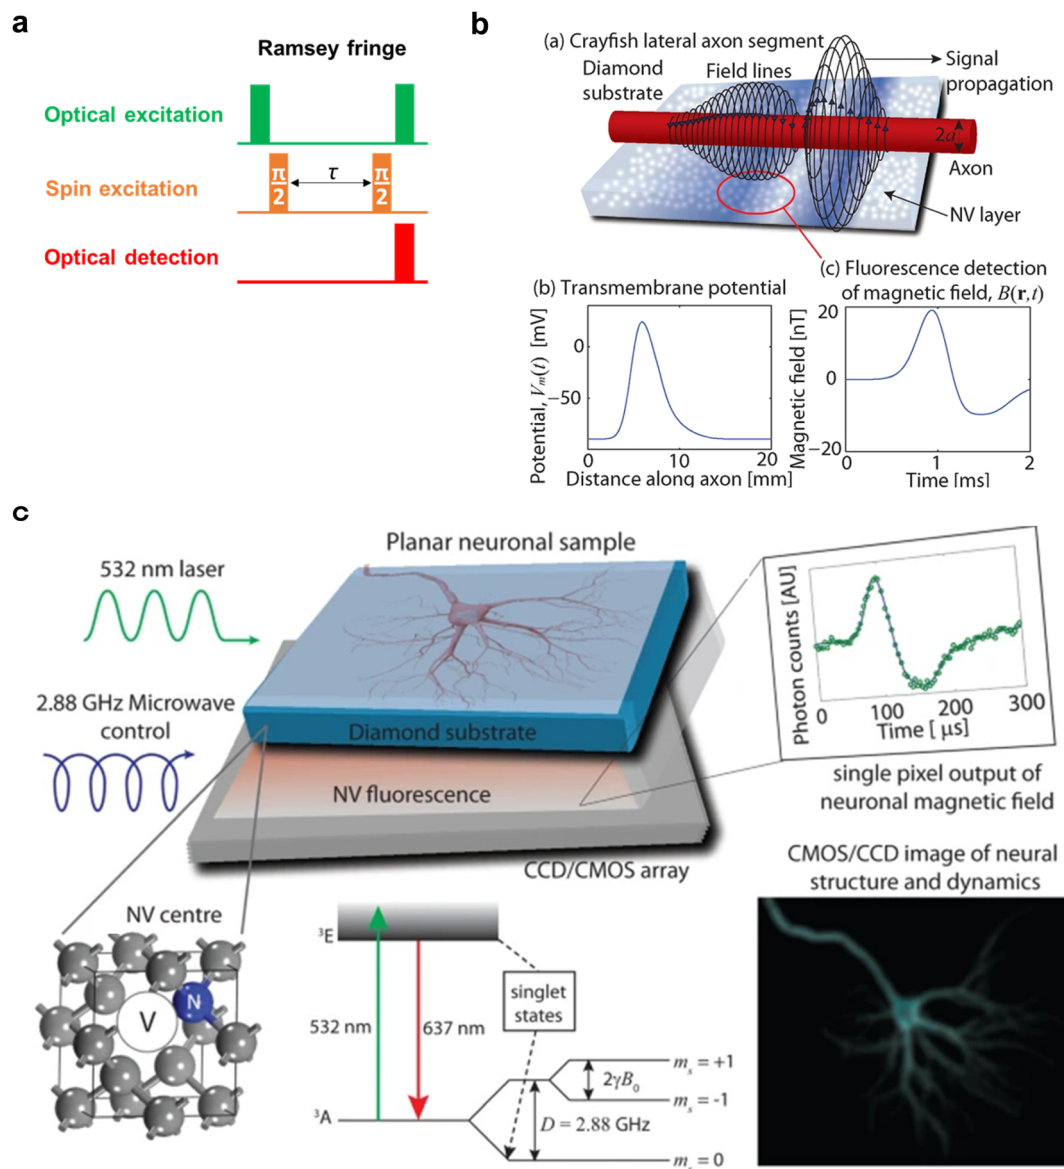 a
Ramsey fringe
Optical excitation
Spin excitation
π/2
τ
π/2
Optical detection
b
(a) Crayfish lateral axon segment
Diamond
substrate
Field lines
Signal
propagation
2a
Axon
NV layer
(b) Transmembrane potential
Potential, Vm(t) [mV]
0
−50
0
10
20
Distance along axon [mm]
(c) Fluorescence detection
of magnetic field, B(r,t)
Magnetic field [nT]
20
0
−20
0
1
2
Time [ms]
c
Planar neuronal sample
532 nm laser
2.88 GHz Microwave
control
Diamond substrate
NV fluorescence
CCD/CMOS array
Photon counts [AU]
0
100
200
300
Time [ μs]
single pixel output of
neuronal magnetic field
CMOS/CCD image of neural
structure and dynamics
NV centre
V
N
³E
532 nm
637 nm
singlet
states
³A
2γB₀
D = 2.88 GHz
mₛ = +1
mₛ = -1
mₛ = 0